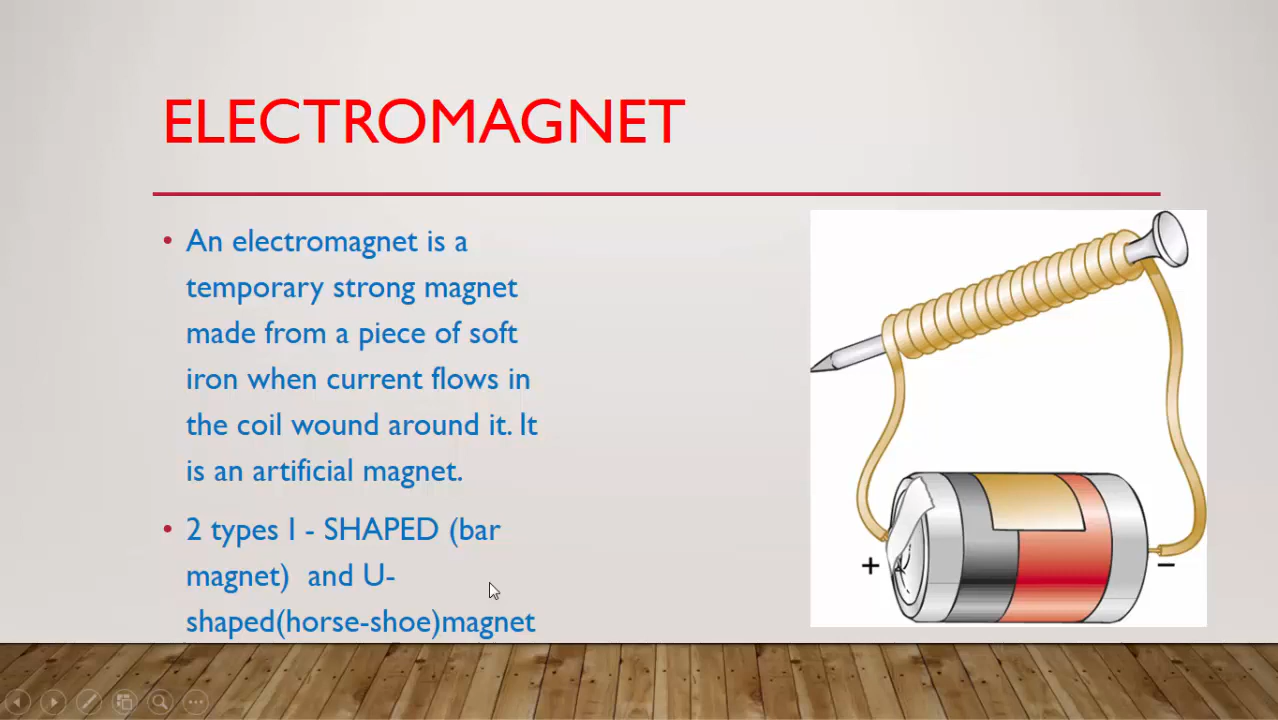 ELECTROMAGNET
• An electromagnet is a
temporary strong magnet
made from a piece of soft
iron when current flows in
the coil wound around it. It
is an artificial magnet.
• 2 types I - SHAPED (bar
magnet)  and U-
shaped(horse-shoe)magnet
+ −